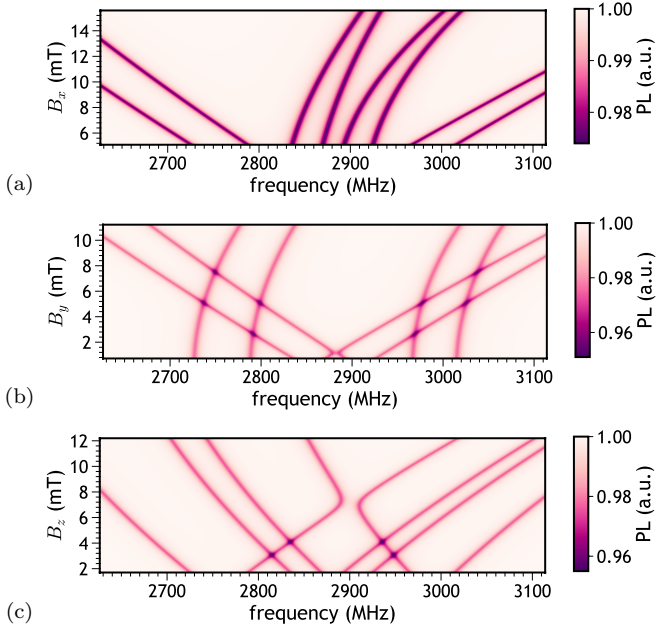 14
12
10
8
6
B_x (mT)
2700 2800 2900 3000 3100
frequency (MHz)
1.00
0.99
0.98
PL (a.u.)
(a)
10
8
6
4
2
B_y (mT)
2700 2800 2900 3000 3100
frequency (MHz)
1.00
0.98
0.96
PL (a.u.)
(b)
12
10
8
6
4
2
B_z (mT)
2700 2800 2900 3000 3100
frequency (MHz)
1.00
0.98
0.96
PL (a.u.)
(c)